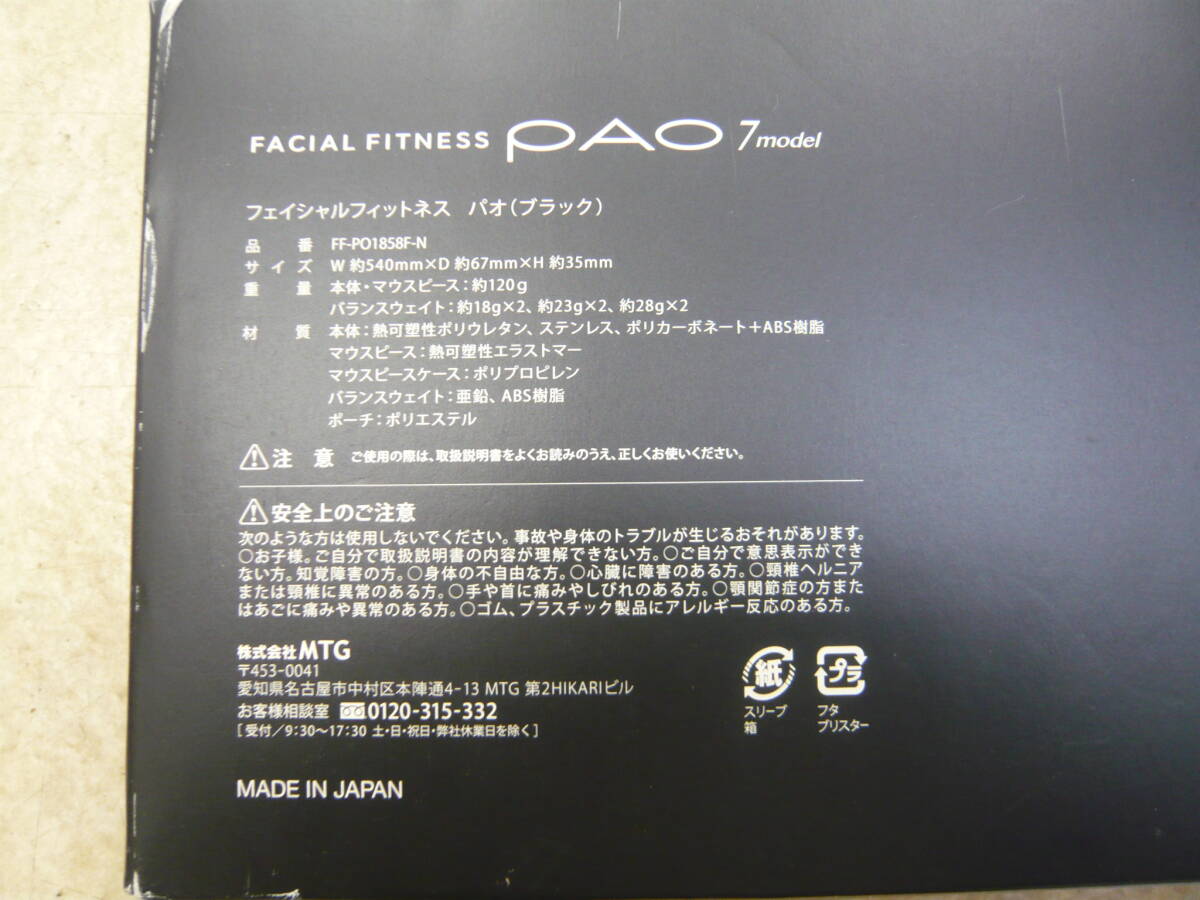 FACIAL FITNESS PAO 7model
フェイシャルフィットネス パオ(ブラック)
品番 FF-PO1858F-N
サイズ W 約540mm×D 約67mm×H 約35mm
重量 本体・マウスピース:約120g
バランスウェイト:約18g×2、約23g×2、約28g×2
材質 本体:熱可塑性ポリウレタン、ステンレス、ポリカーボネート+ABS樹脂
マウスピース:熱可塑性エラストマー
マウスピースケース:ポリプロピレン
バランスウェイト:亜鉛、ABS樹脂
ポーチ:ポリエステル
注意 ご使用の際は、取扱説明書をよくお読みのうえ、正しくお使いください。
安全上のご注意
次のような方は使用しないでください。事故や身体のトラブルが生じるおそれがあります。
○お子様。ご自分で取扱説明書の内容が理解できない方。○ご自分で意思表示ができ
ない方。知覚障害の方。○身体の不自由な方。○心臓に障害のある方。○頸椎ヘルニア
または頸椎に異常のある方。○手や首に痛みやしびれのある方。○顎関節症の方また
はあごに痛みや異常のある方。○ゴム、プラスチック製品にアレルギー反応のある方。
株式会社MTG
〒453-0041
愛知県名古屋市中村区本陣通4-13 MTG 第2HIKARIビル
お客様相談室 0120-315-332
[受付/9:30~17:30 土・日・祝日・弊社休業日を除く]
紙
スリーブ
箱
プラ
フタ
ブリスター
MADE IN JAPAN